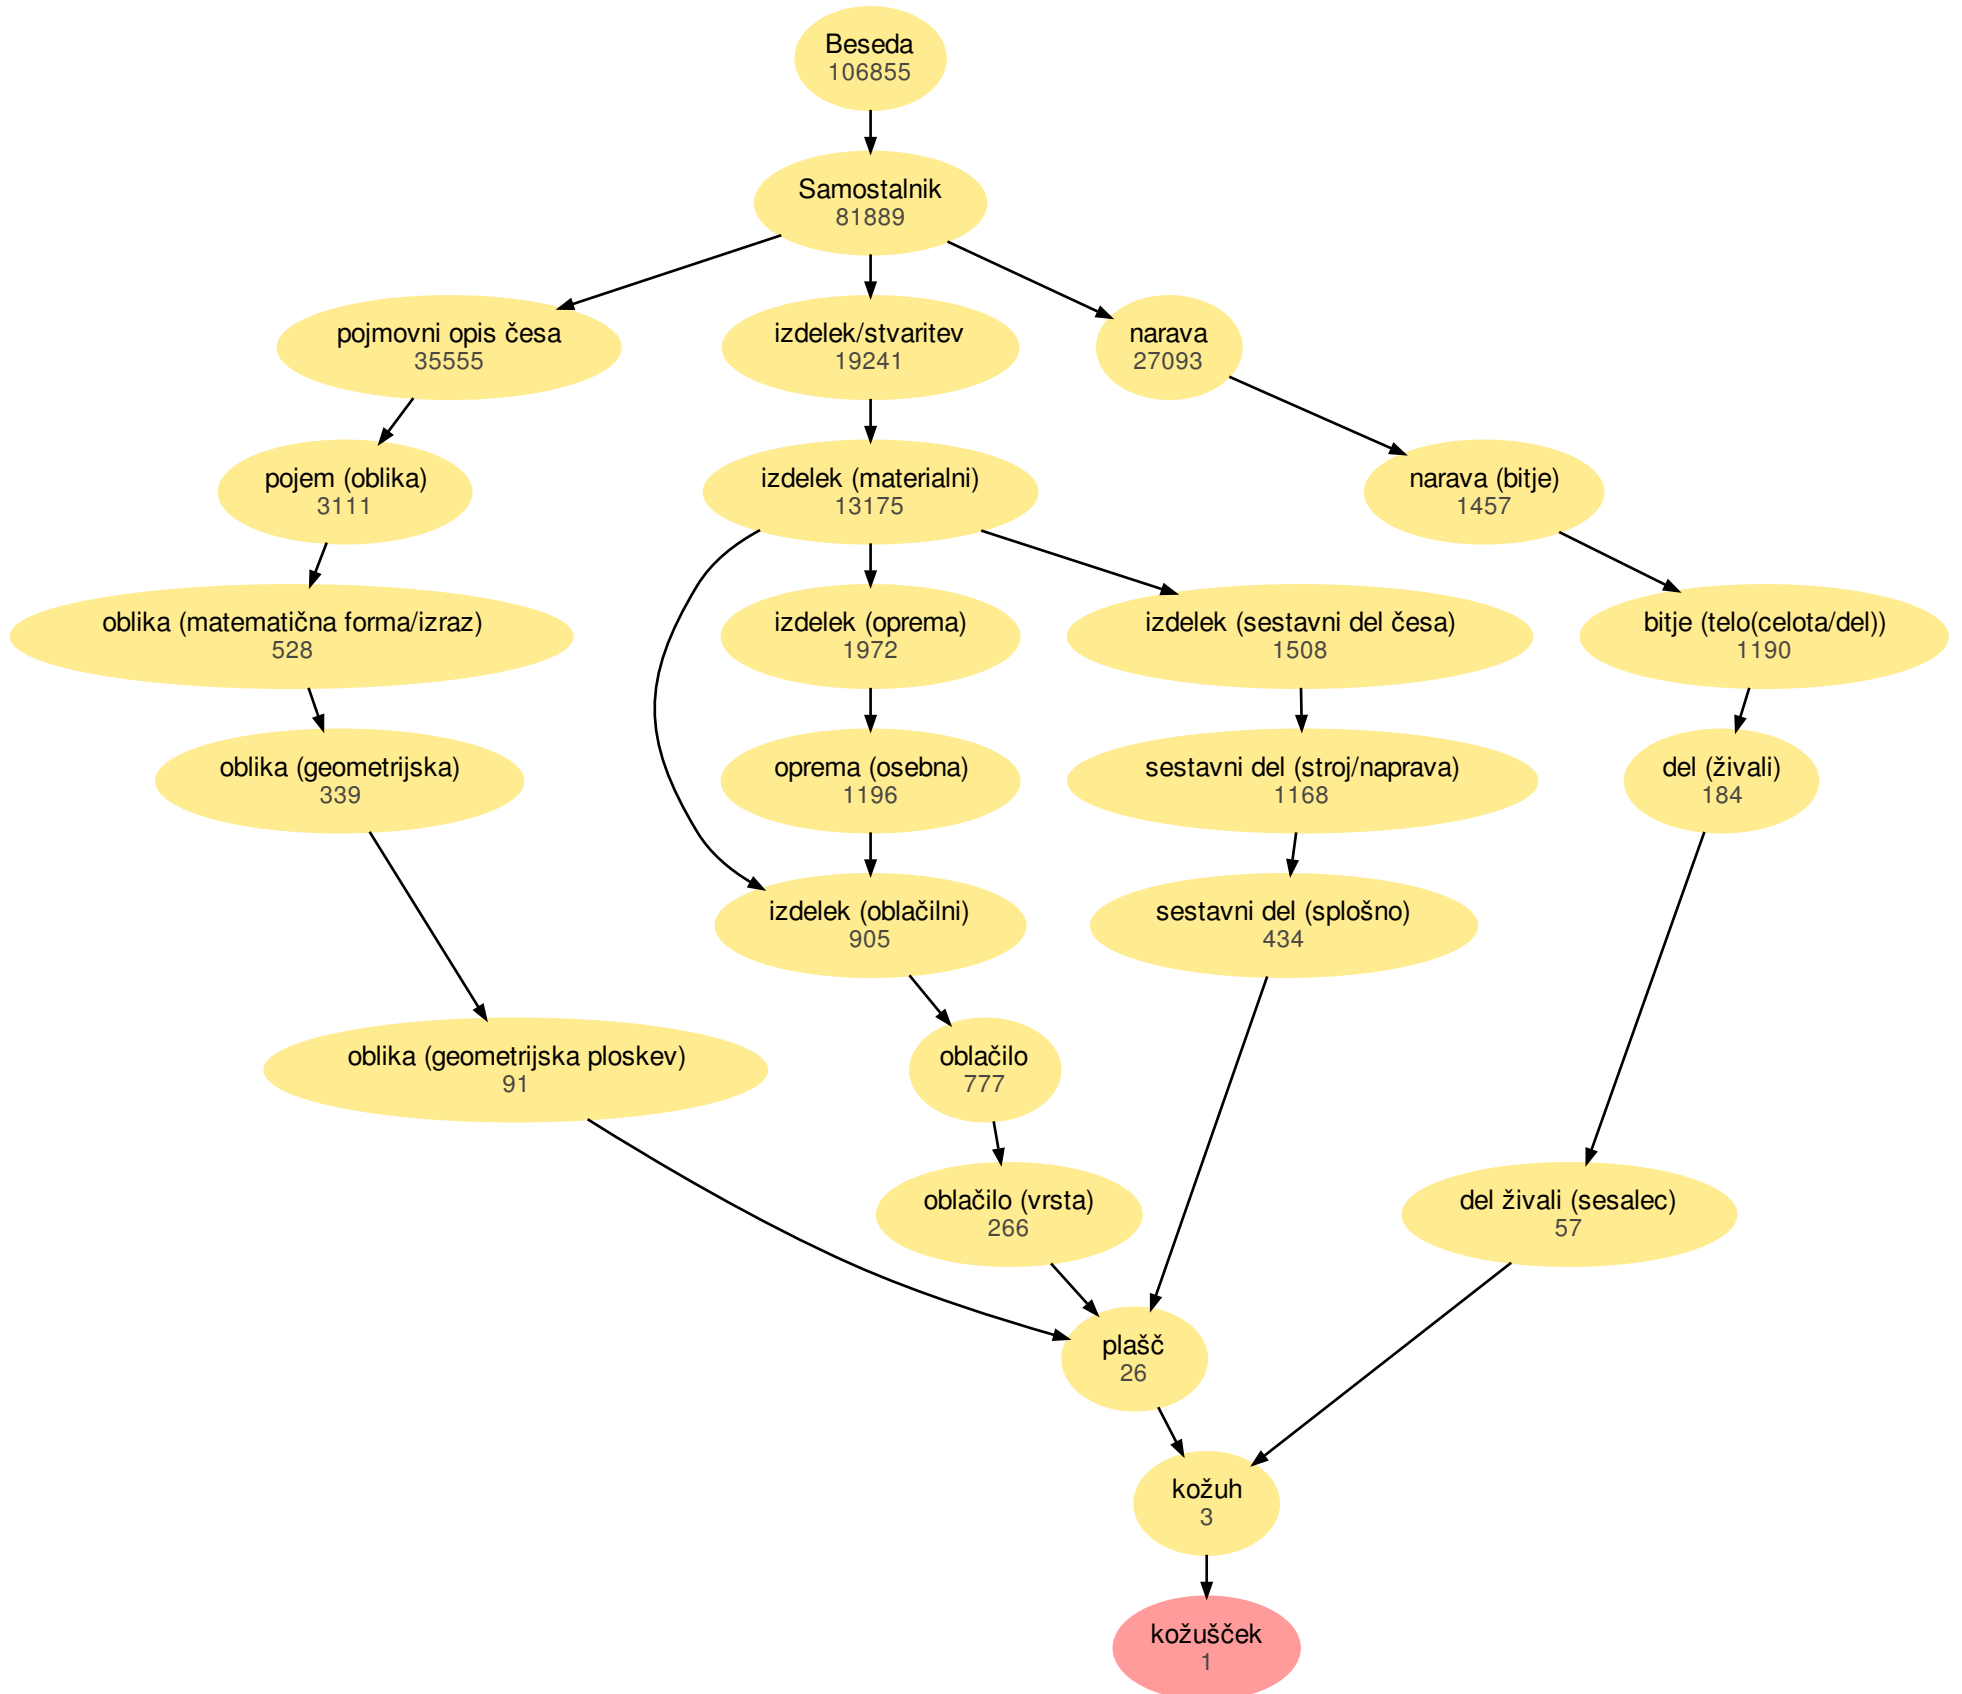 Beseda
106855
Samostalnik
81889
pojmovni opis česa
35555
izdelek/stvaritev
19241
narava
27093
pojem (oblika)
3111
izdelek (materialni)
13175
narava (bitje)
1457
oblika (matematična forma/izraz)
528
izdelek (oprema)
1972
izdelek (sestavni del česa)
1508
bitje (telo(celota/del))
1190
oblika (geometrijska)
339
oprema (osebna)
1196
sestavni del (stroj/naprava)
1168
del (živali)
184
izdelek (oblačilni)
905
sestavni del (splošno)
434
oblika (geometrijska ploskev)
91
oblačilo
777
oblačilo (vrsta)
266
del živali (sesalec)
57
plašč
26
kožuh
3
kožušček
1